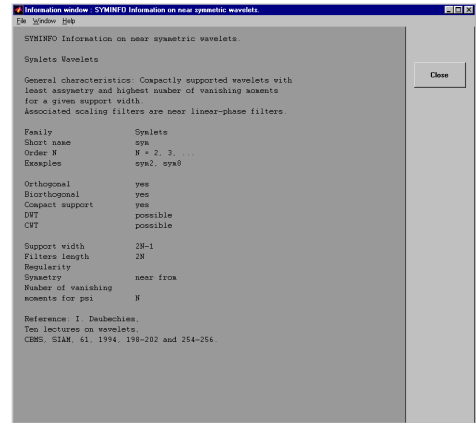 Information window : SYMINFO Information on near symmetric wavelets.
File Window Help
SYMINFO Information on near symmetric wavelets.
Symlets Wavelets
General characteristics: Compactly supported wavelets with
least assymetry and highest number of vanishing moments
for a given support width.
Associated scaling filters are near linear-phase filters.
Family Symlets
Short name sym
Order N N = 2, 3, ...
Examples sym2, sym8
Orthogonal yes
Biorthogonal yes
Compact support yes
DWT possible
CWT possible
Support width 2N-1
Filters length 2N
Regularity
Symmetry near from
Number of vanishing
moments for psi N
Reference: I. Daubechies,
Ten lectures on wavelets,
CBMS, SIAM, 61, 1994, 198-202 and 254-256.
Close